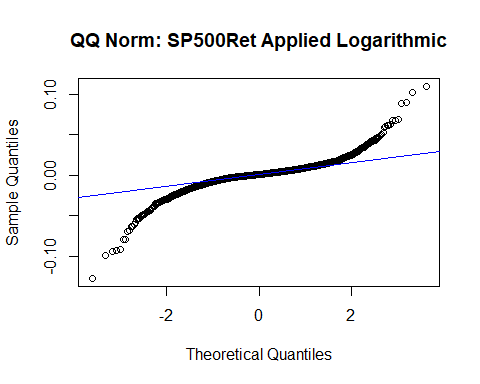 QQ Norm: SP500Ret Applied Logarithmic
Sample Quantiles
0.10
0.00
-0.10
-2
0
2
Theoretical Quantiles